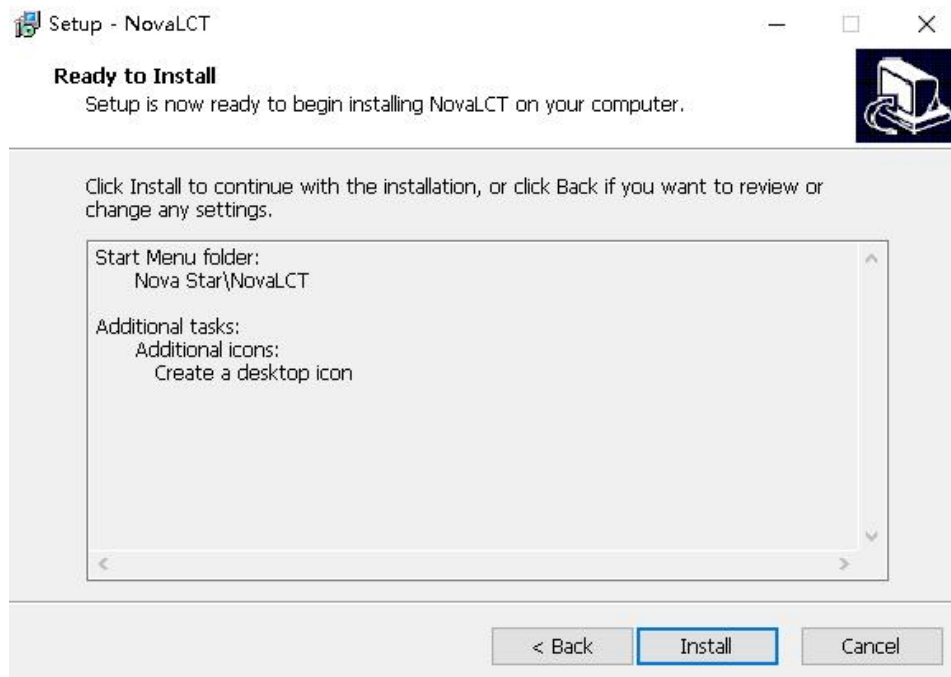 Setup - NovaLCT
Ready to Install
Setup is now ready to begin installing NovaLCT on your computer.
Click Install to continue with the installation, or click Back if you want to review or
change any settings.
Start Menu folder:
Nova Star\NovaLCT
Additional tasks:
Additional icons:
Create a desktop icon
< Back
Install
Cancel